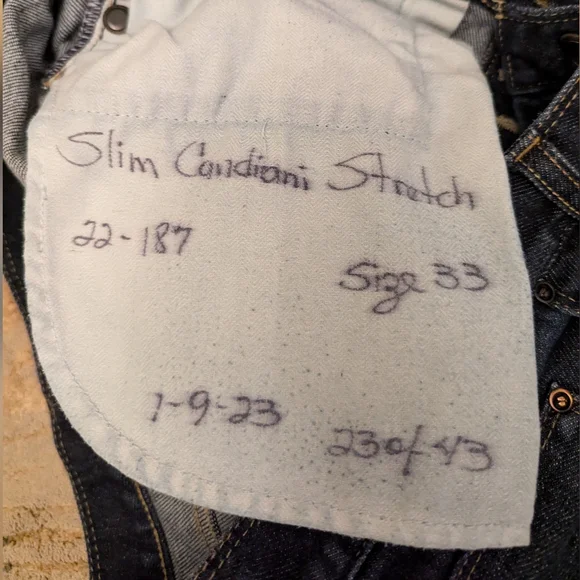 Slim Candiani Stretch
22-187
Size 33
1-9-23
23 of 43